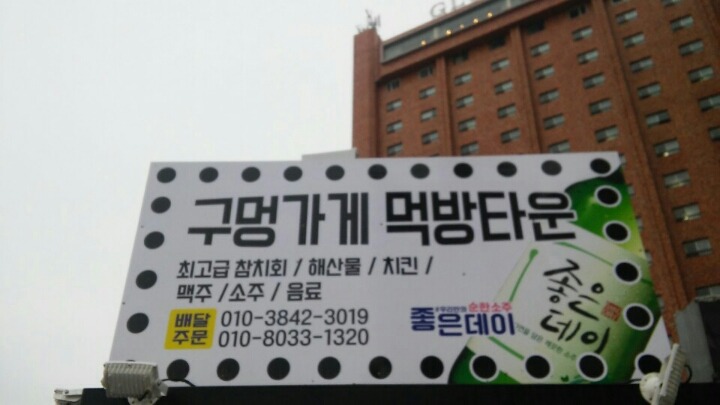 구멍가게 먹방타운
최고급 참치회 / 해산물 / 치킨 /
맥주 / 소주 / 음료
배달
주문
010-3842-3019
010-8033-1320
순한소주
좋은데이
좋은
데이